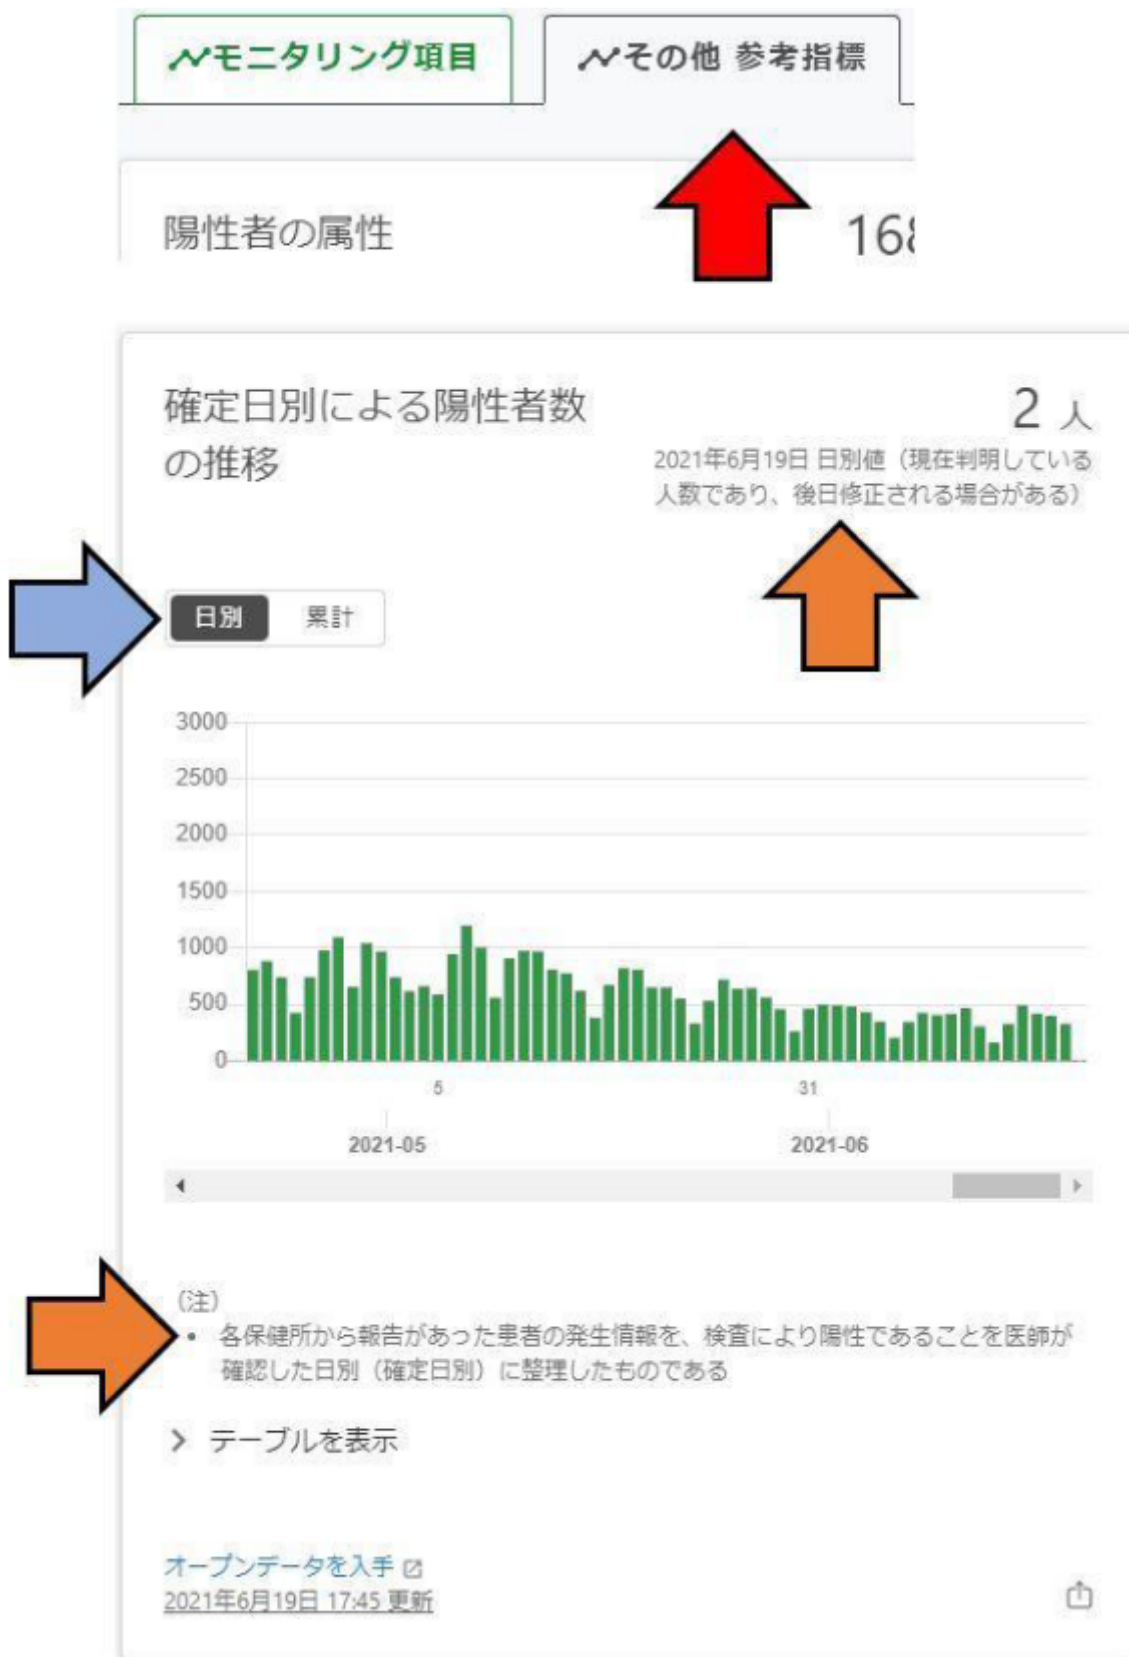 モニタリング項目
その他 参考指標
陽性者の属性
168
確定日別による陽性者数
の推移
2 人
2021年6月19日 日別値（現在判明している
人数であり、後日修正される場合がある）
日別 累計
3000
2500
2000
1500
1000
500
0
5 31
2021-05 2021-06
（注）
• 各保健所から報告があった患者の発生情報を、検査により陽性であることを医師が
確認した日別（確定日別）に整理したものである
テーブルを表示
オープンデータを入手
2021年6月19日 17:45 更新